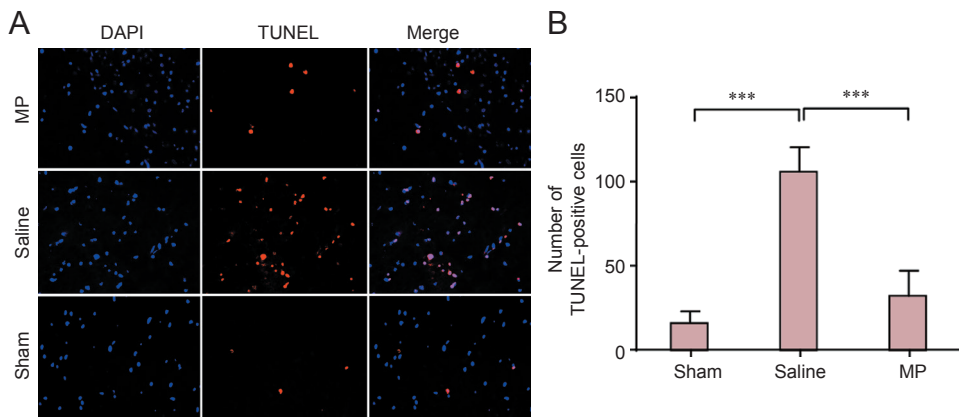 A
DAPI TUNEL Merge
MP
Saline
Sham
B
Number of
TUNEL-positive cells
150
100
50
0
*** ***
Sham Saline MP